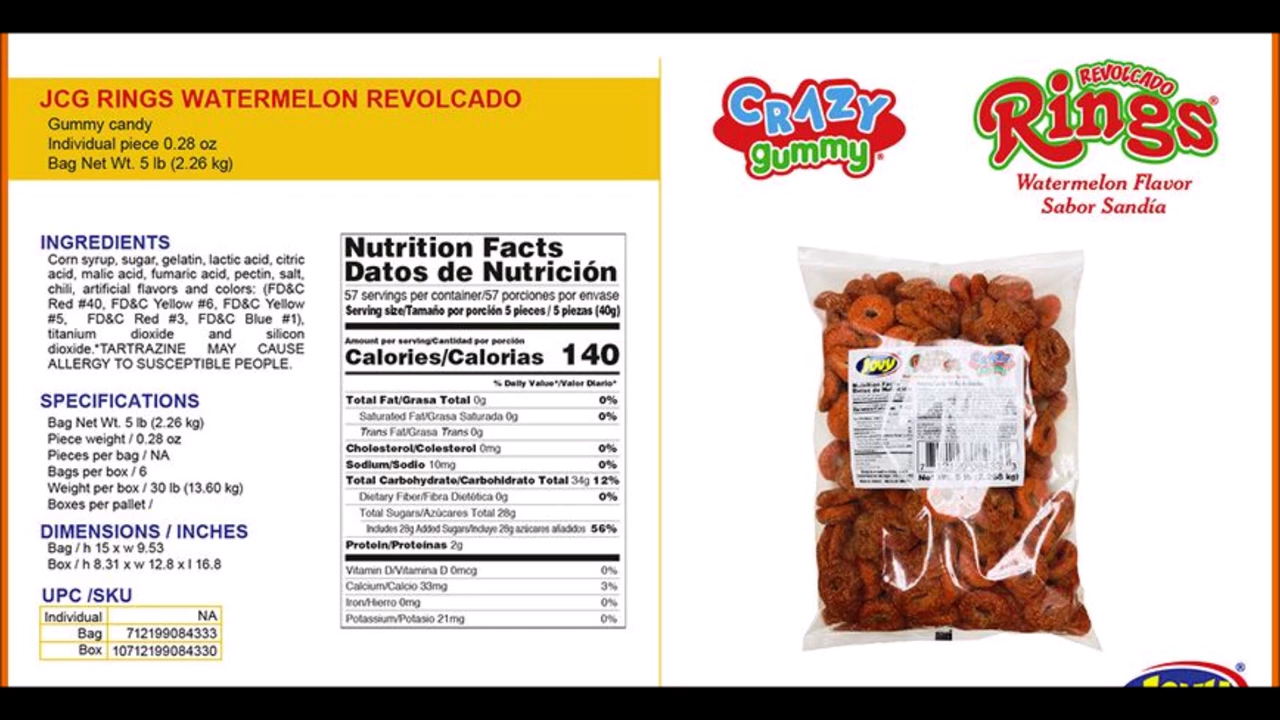 JCG RINGS WATERMELON REVOLCADO
Gummy candy
Individual piece 0.28 oz
Bag Net Wt. 5 lb (2.26 kg)
INGREDIENTS
Corn syrup, sugar, gelatin, lactic acid, citric
acid, malic acid, fumaric acid, pectin, salt,
chili, artificial flavors and colors: (FD&C
Red #40, FD&C Yellow #6, FD&C Yellow
#5, FD&C Red #3, FD&C Blue #1),
titanium dioxide and silicon
dioxide.*TARTRAZINE MAY CAUSE
ALLERGY TO SUSCEPTIBLE PEOPLE.
SPECIFICATIONS
Bag Net Wt. 5 lb (2.26 kg)
Piece weight / 0.28 oz
Pieces per bag / NA
Bags per box / 6
Weight per box / 30 lb (13.60 kg)
Boxes per pallet /
DIMENSIONS / INCHES
Bag / h 15 x w 9.53
Box / h 8.31 x w 12.8 x l 16.8
UPC /SKU
Individual NA
Bag 712199084333
Box 10712199084330
Nutrition Facts
Datos de Nutrición
57 servings per container/57 porciones por envase
Serving size/Tamaño por porción 5 pieces / 5 piezas (40g)
Amount per serving/Cantidad por porción
Calories/Calorias 140
% Daily Value*/Valor Diario*
Total Fat/Grasa Total 0g 0%
Saturated Fat/Grasa Saturada 0g 0%
Trans Fat/Grasa Trans 0g
Cholesterol/Colesterol 0mg 0%
Sodium/Sodio 10mg 0%
Total Carbohydrate/Carbohidrato Total 34g 12%
Dietary Fiber/Fibra Dietética 0g 0%
Total Sugars/Azúcares Total 28g
Includes 28g Added Sugars/Incluye 28g azúcares añadidos 56%
Protein/Proteínas 2g
Vitamin D/Vitamina D 0mcg 0%
Calcium/Calcio 33mg 3%
Iron/Hierro 0mg 0%
Potassium/Potasio 21mg 0%
CRAZY
gummy®
REVOLCADO
Rings®
Watermelon Flavor
Sabor Sandía
Jovy
CRAZY
gummy
Nutrition Facts
Jovy®